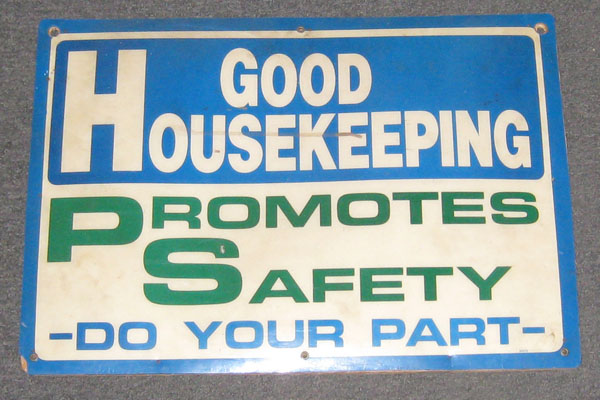 GOOD
HOUSEKEEPING
PROMOTES
SAFETY
-DO YOUR PART-